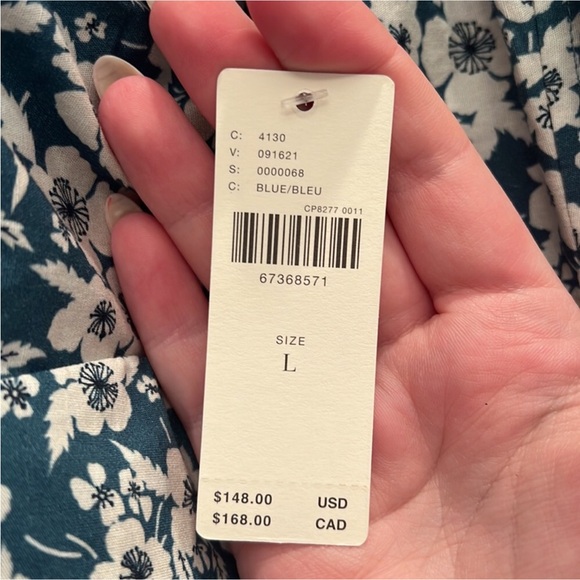 C: 4130
V: 091621
S: 0000068
C: BLUE/BLEU
CP8277 0011
67368571
SIZE
L
$148.00 USD
$168.00 CAD